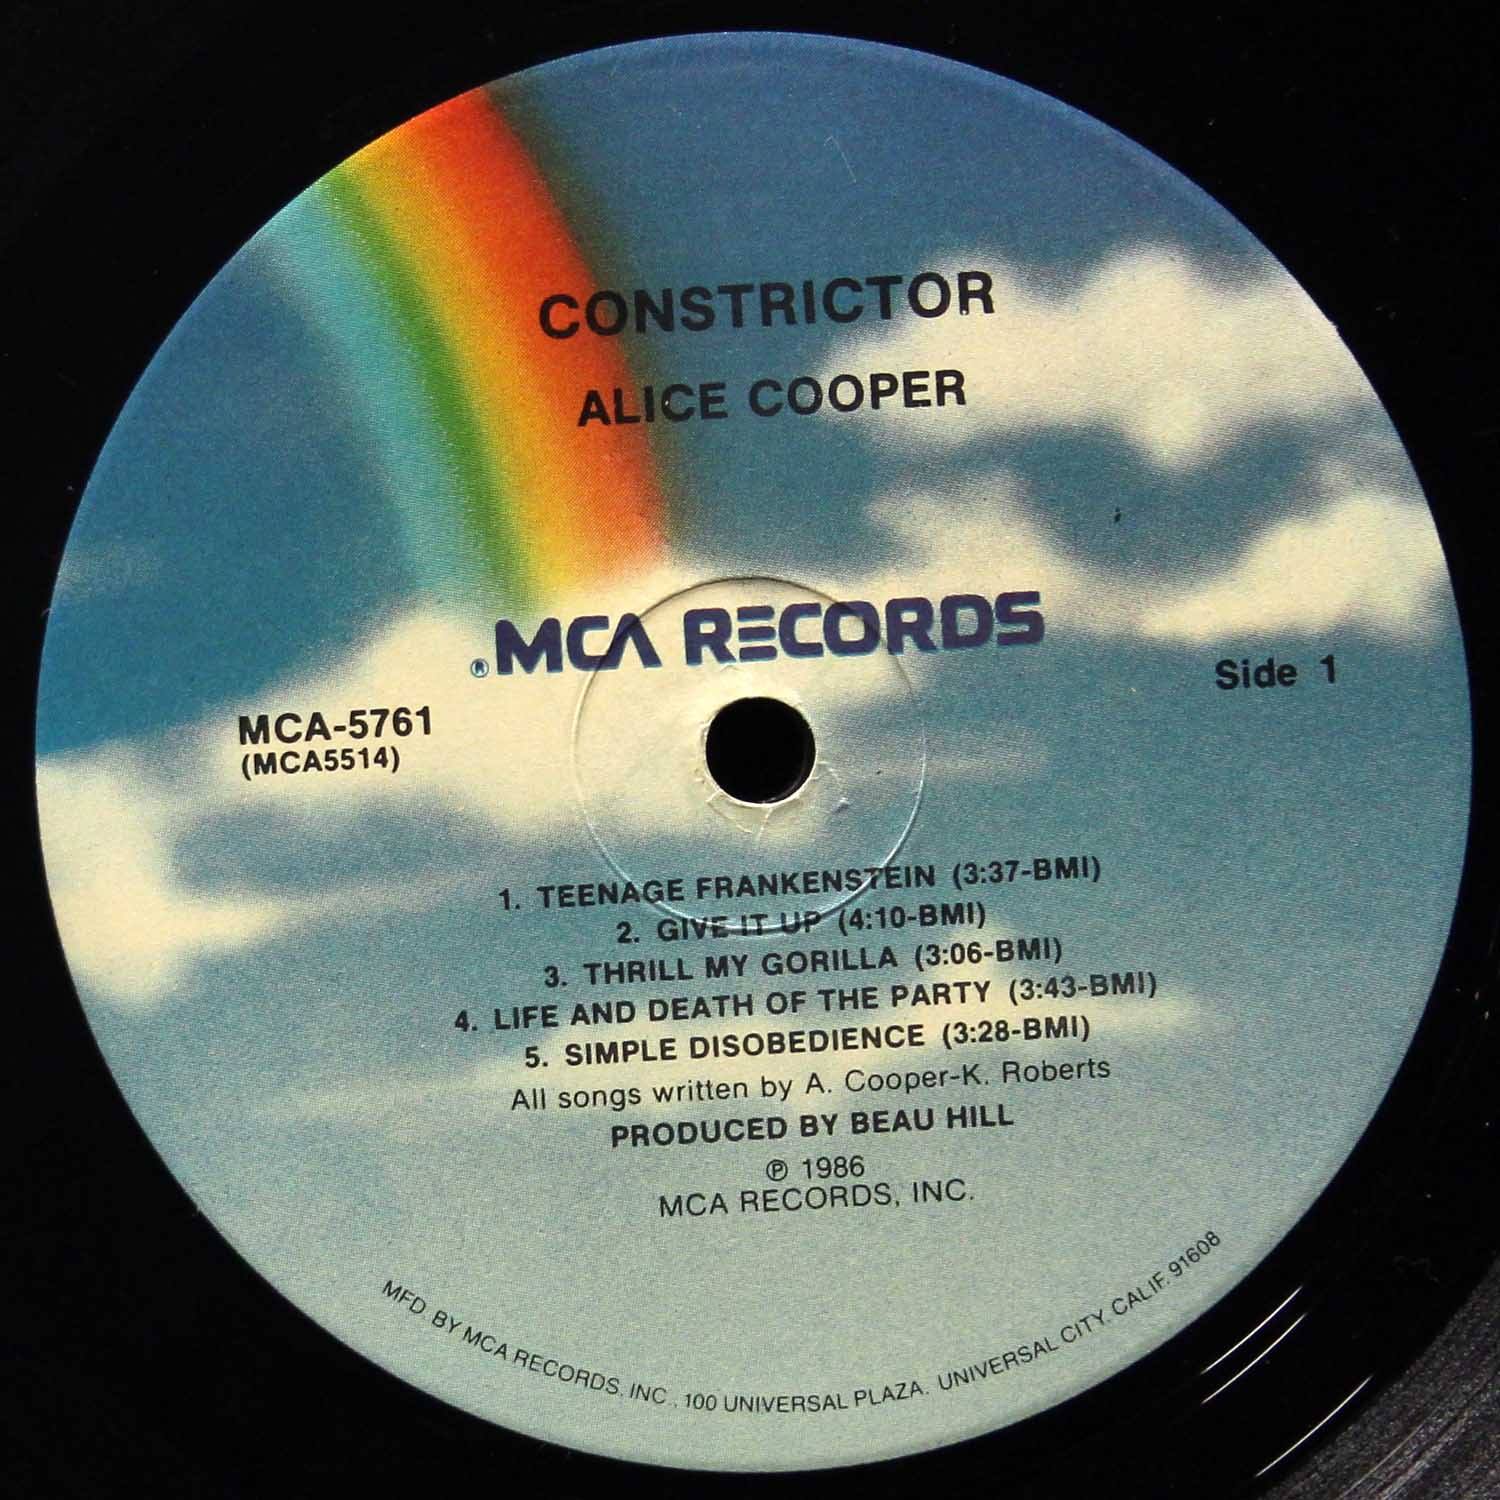 CONSTRICTOR
ALICE COOPER
® MCA RECORDS
Side 1
MCA-5761
(MCA5514)
1. TEENAGE FRANKENSTEIN (3:37-BMI)
2. GIVE IT UP (4:10-BMI)
3. THRILL MY GORILLA (3:06-BMI)
4. LIFE AND DEATH OF THE PARTY (3:43-BMI)
5. SIMPLE DISOBEDIENCE (3:28-BMI)
All songs written by A. Cooper-K. Roberts
PRODUCED BY BEAU HILL
℗ 1986
MCA RECORDS, INC.
MFD. BY MCA RECORDS, INC., 100 UNIVERSAL PLAZA. UNIVERSAL CITY. CALIF. 91608